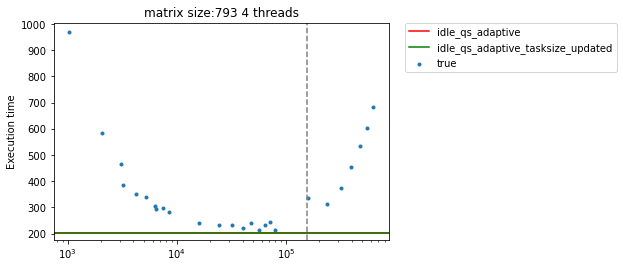 matrix size:793 4 threads
Execution time
1000
900
800
700
600
500
400
300
200
10³
10⁴
10⁵
idle_qs_adaptive
idle_qs_adaptive_tasksize_updated
true